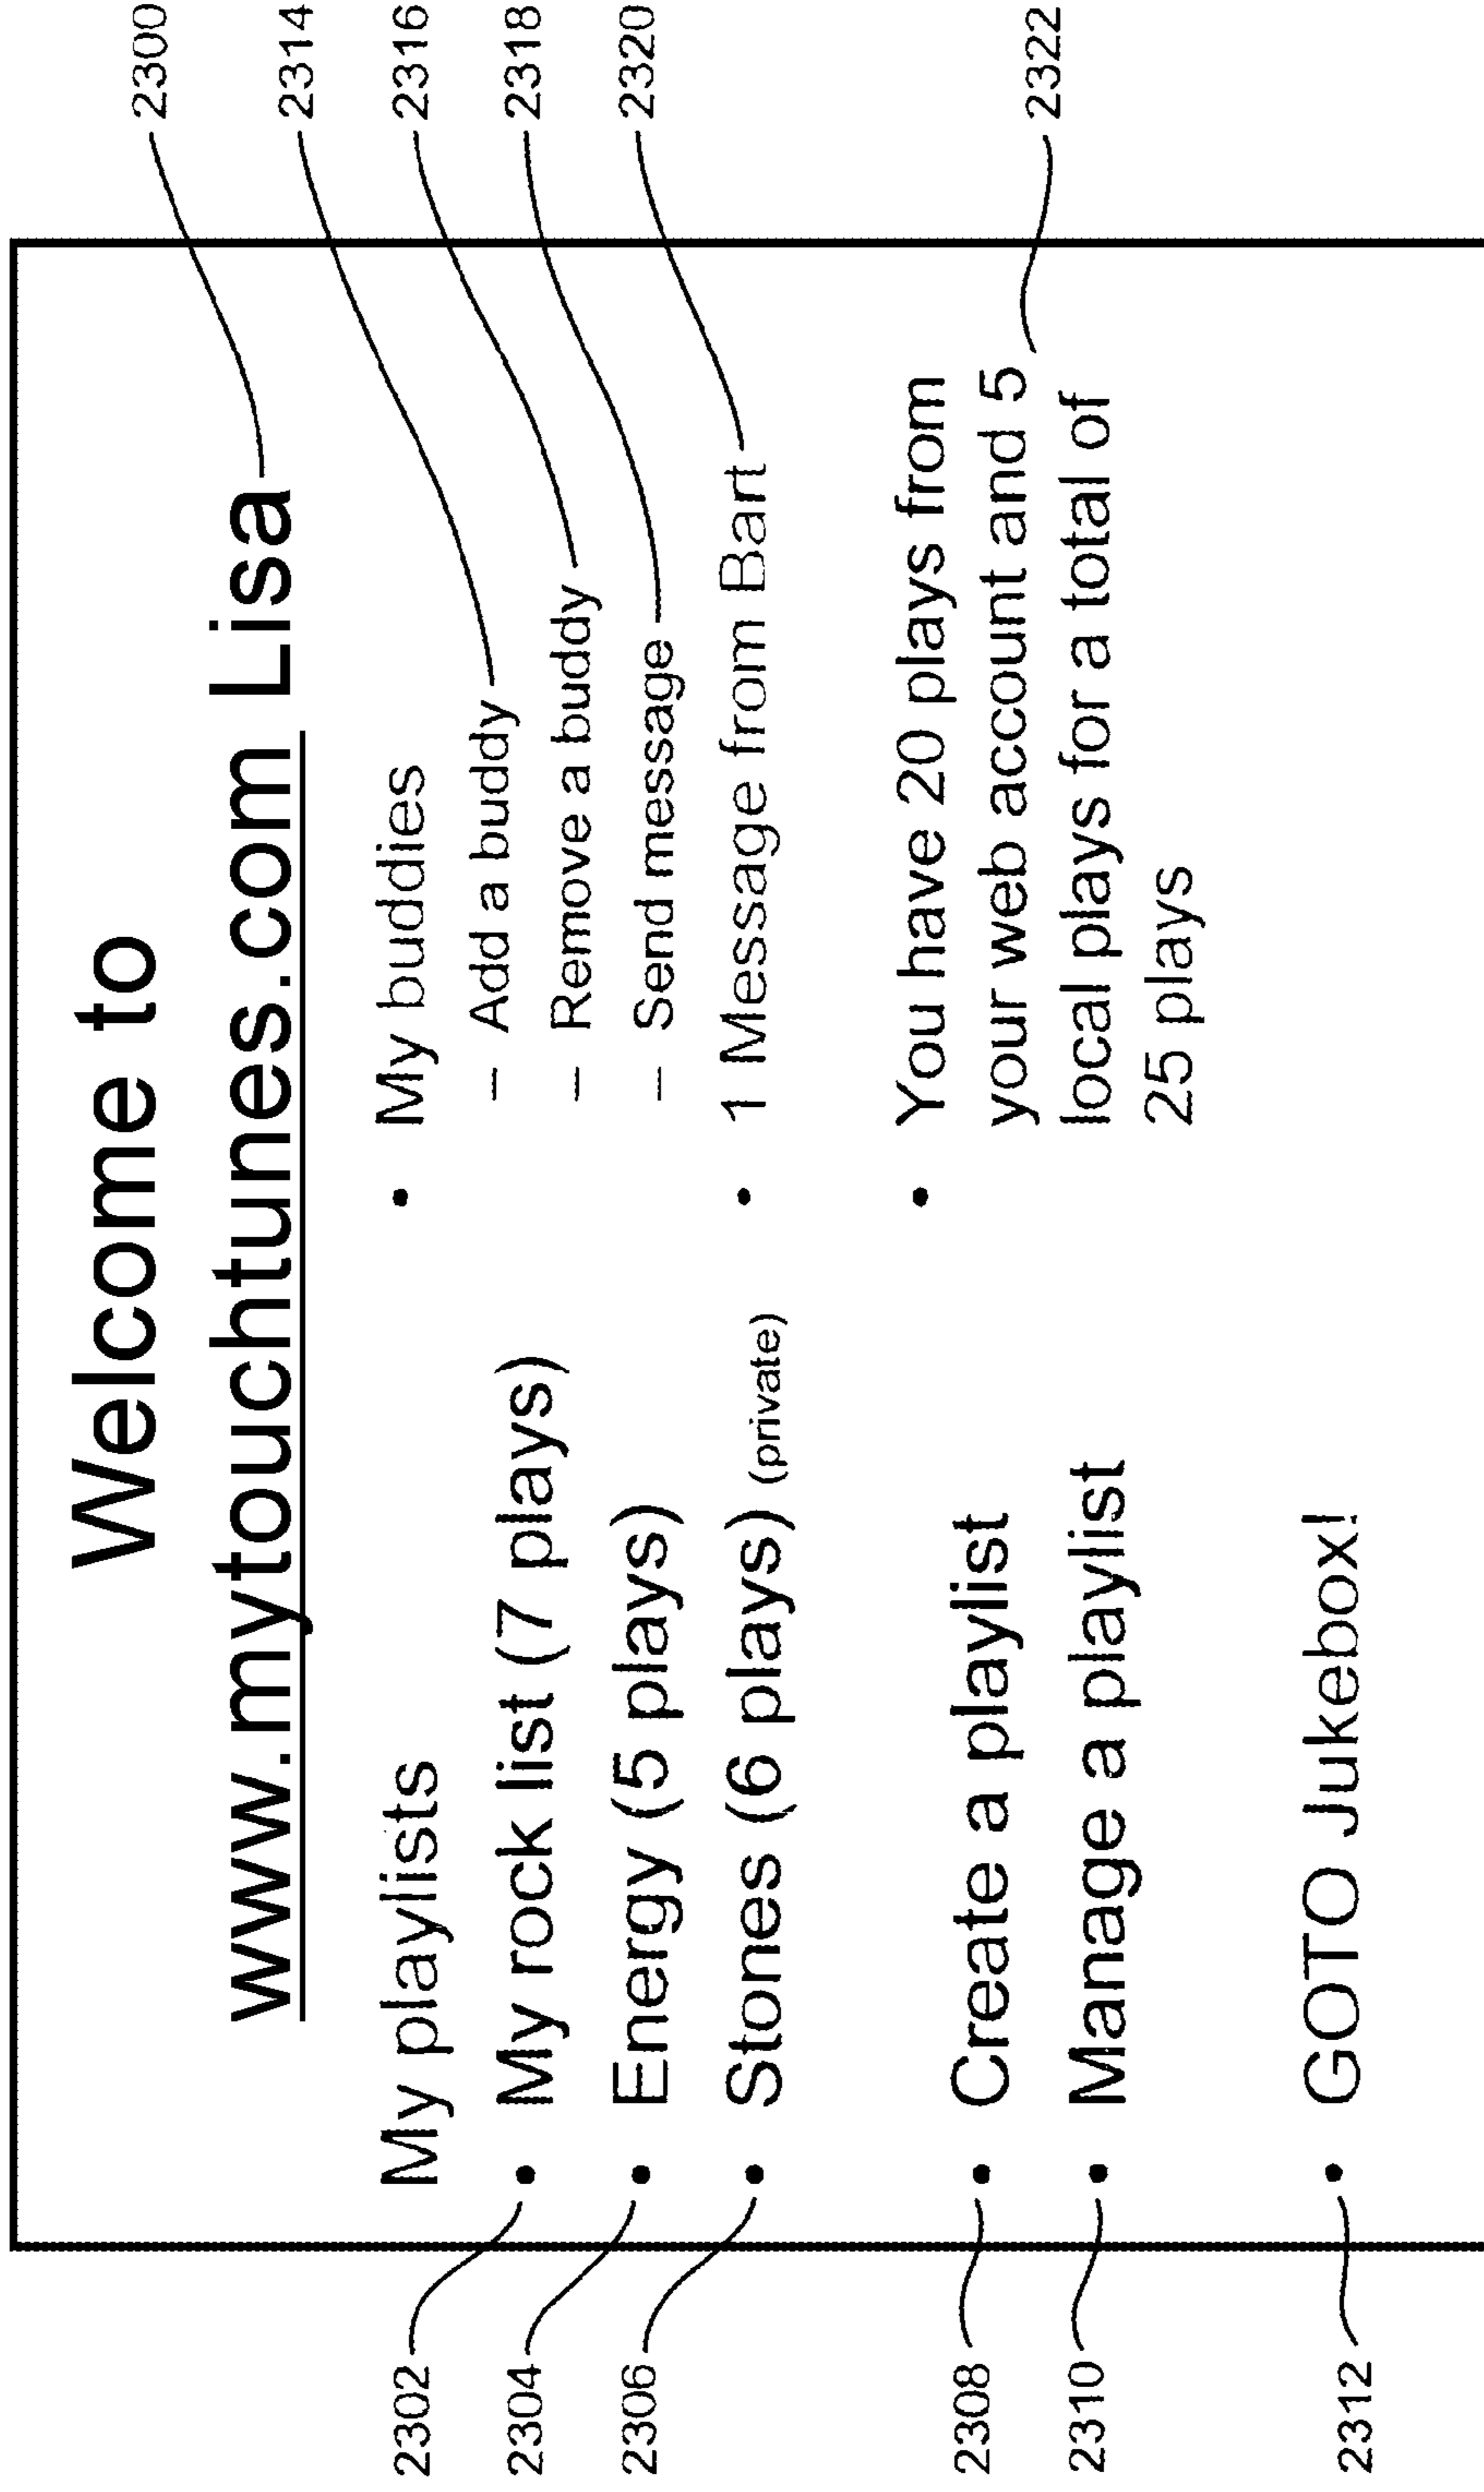 Welcome to
www.mytouchtunes.com Lisa
2300
My playlists
2302
• My rock list (7 plays)
2304
• Energy (5 plays)
2306
• Stones (6 plays) (private)
2308
• Create a playlist
2310
• Manage a playlist
2312
• GOTO Jukebox!
• My buddies
– Add a buddy
2314
– Remove a buddy
2316
– Send message
2318
• 1 Message from Bart
2320
• You have 20 plays from
your web account and 5
local plays for a total of
25 plays
2322